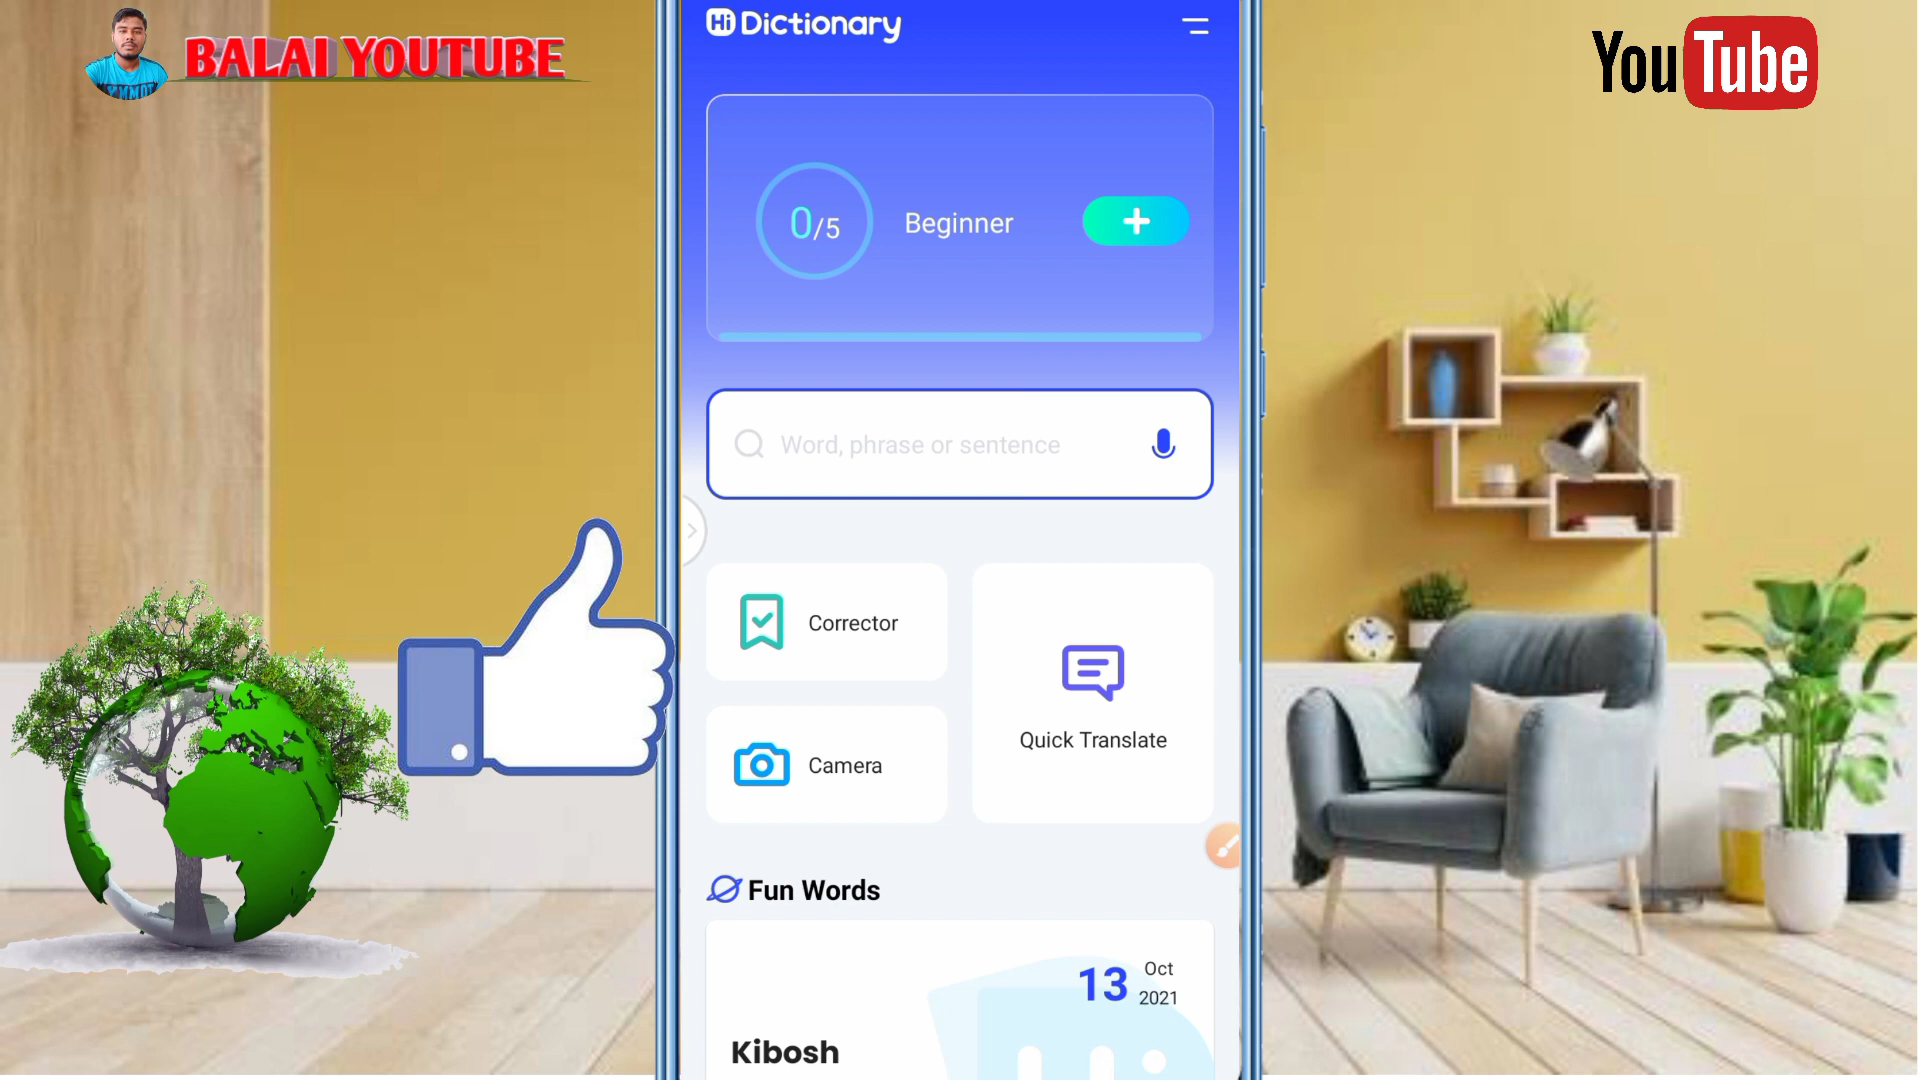 BALAI YOUTUBE
YouTube
Hi Dictionary
0/5
Beginner
Word, phrase or sentence
Corrector
Camera
Quick Translate
Fun Words
13
Oct
2021
Kibosh
Hi